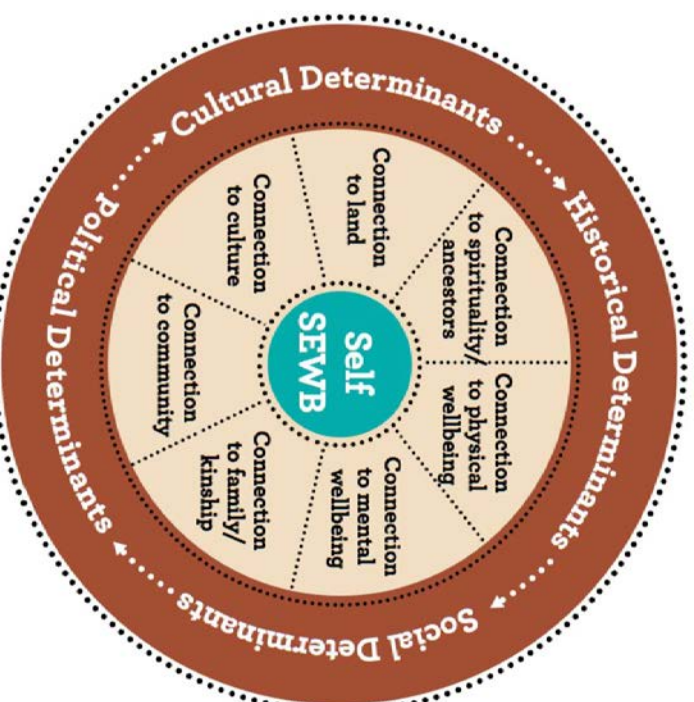 Cultural Determinants
Historical Determinants
Social Determinants
Political Determinants
Connection
to spirituality/
ancestors
Connection
to physical
wellbeing
Connection
to mental
wellbeing
Connection
to family/
kinship
Connection
to community
Connection
to culture
Connection
to land
Self
SEWB